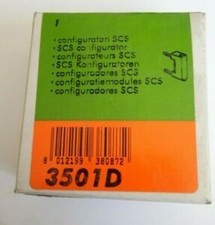 • configuratori SCS
• SCS configurator
• configurateurs SCS
• SCS Konfiguratoren
• configuradores SCS
• configuratiemodules SCS
• configuradores SCS
8 012199 380872
3501D